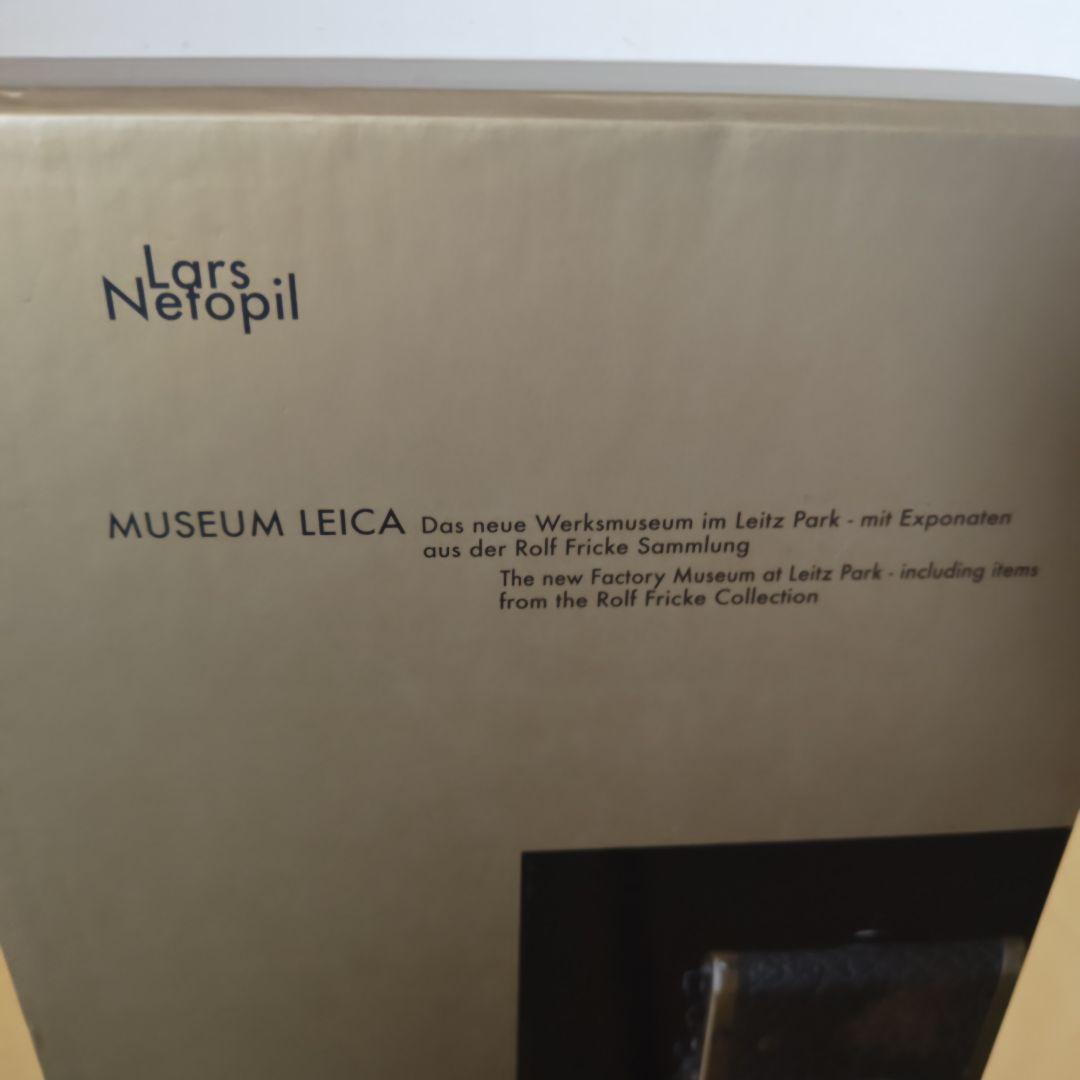 Lars
Netopil
MUSEUM LEICA Das neue Werksmuseum im Leitz Park - mit Exponaten
aus der Rolf Fricke Sammlung
The new Factory Museum at Leitz Park - including items
from the Rolf Fricke Collection